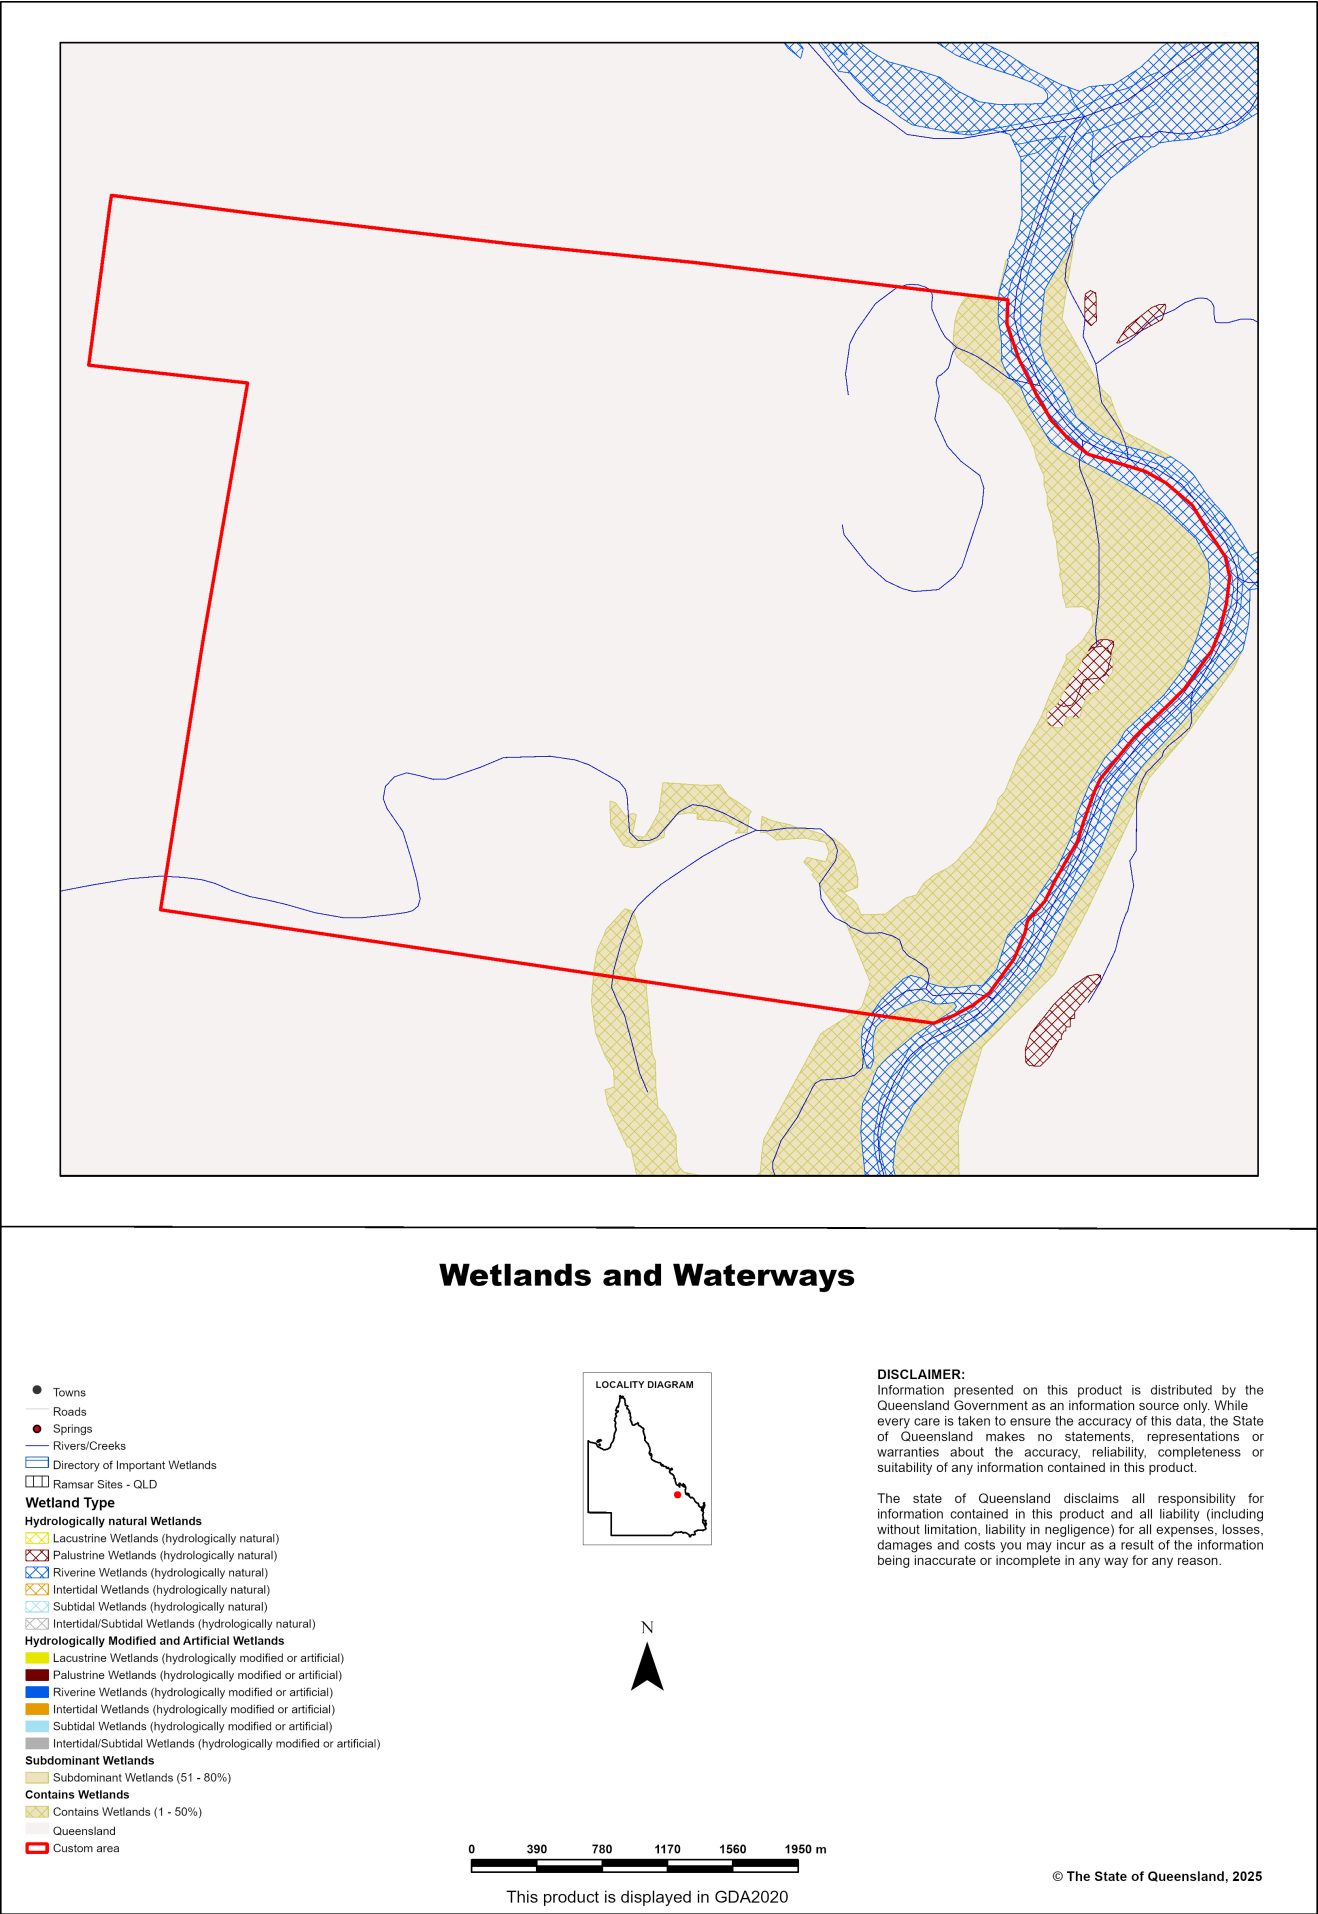 Wetlands and Waterways
Towns
Roads
Springs
Rivers/Creeks
Directory of Important Wetlands
Ramsar Sites - QLD
Wetland Type
Hydrologically natural Wetlands
Lacustrine Wetlands (hydrologically natural)
Palustrine Wetlands (hydrologically natural)
Riverine Wetlands (hydrologically natural)
Intertidal Wetlands (hydrologically natural)
Subtidal Wetlands (hydrologically natural)
Intertidal/Subtidal Wetlands (hydrologically natural)
Hydrologically Modified and Artificial Wetlands
Lacustrine Wetlands (hydrologically modified or artificial)
Palustrine Wetlands (hydrologically modified or artificial)
Riverine Wetlands (hydrologically modified or artificial)
Intertidal Wetlands (hydrologically modified or artificial)
Subtidal Wetlands (hydrologically modified or artificial)
Intertidal/Subtidal Wetlands (hydrologically modified or artificial)
Subdominant Wetlands
Subdominant Wetlands (51 - 80%)
Contains Wetlands
Contains Wetlands (1 - 50%)
Queensland
Custom area
LOCALITY DIAGRAM
N
0 390 780 1170 1560 1950 m
This product is displayed in GDA2020
DISCLAIMER:
Information presented on this product is distributed by the
Queensland Government as an information source only. While
every care is taken to ensure the accuracy of this data, the State
of Queensland makes no statements, representations or
warranties about the accuracy, reliability, completeness or
suitability of any information contained in this product.
The state of Queensland disclaims all responsibility for
information contained in this product and all liability (including
without limitation, liability in negligence) for all expenses, losses,
damages and costs you may incur as a result of the information
being inaccurate or incomplete in any way for any reason.
© The State of Queensland, 2025